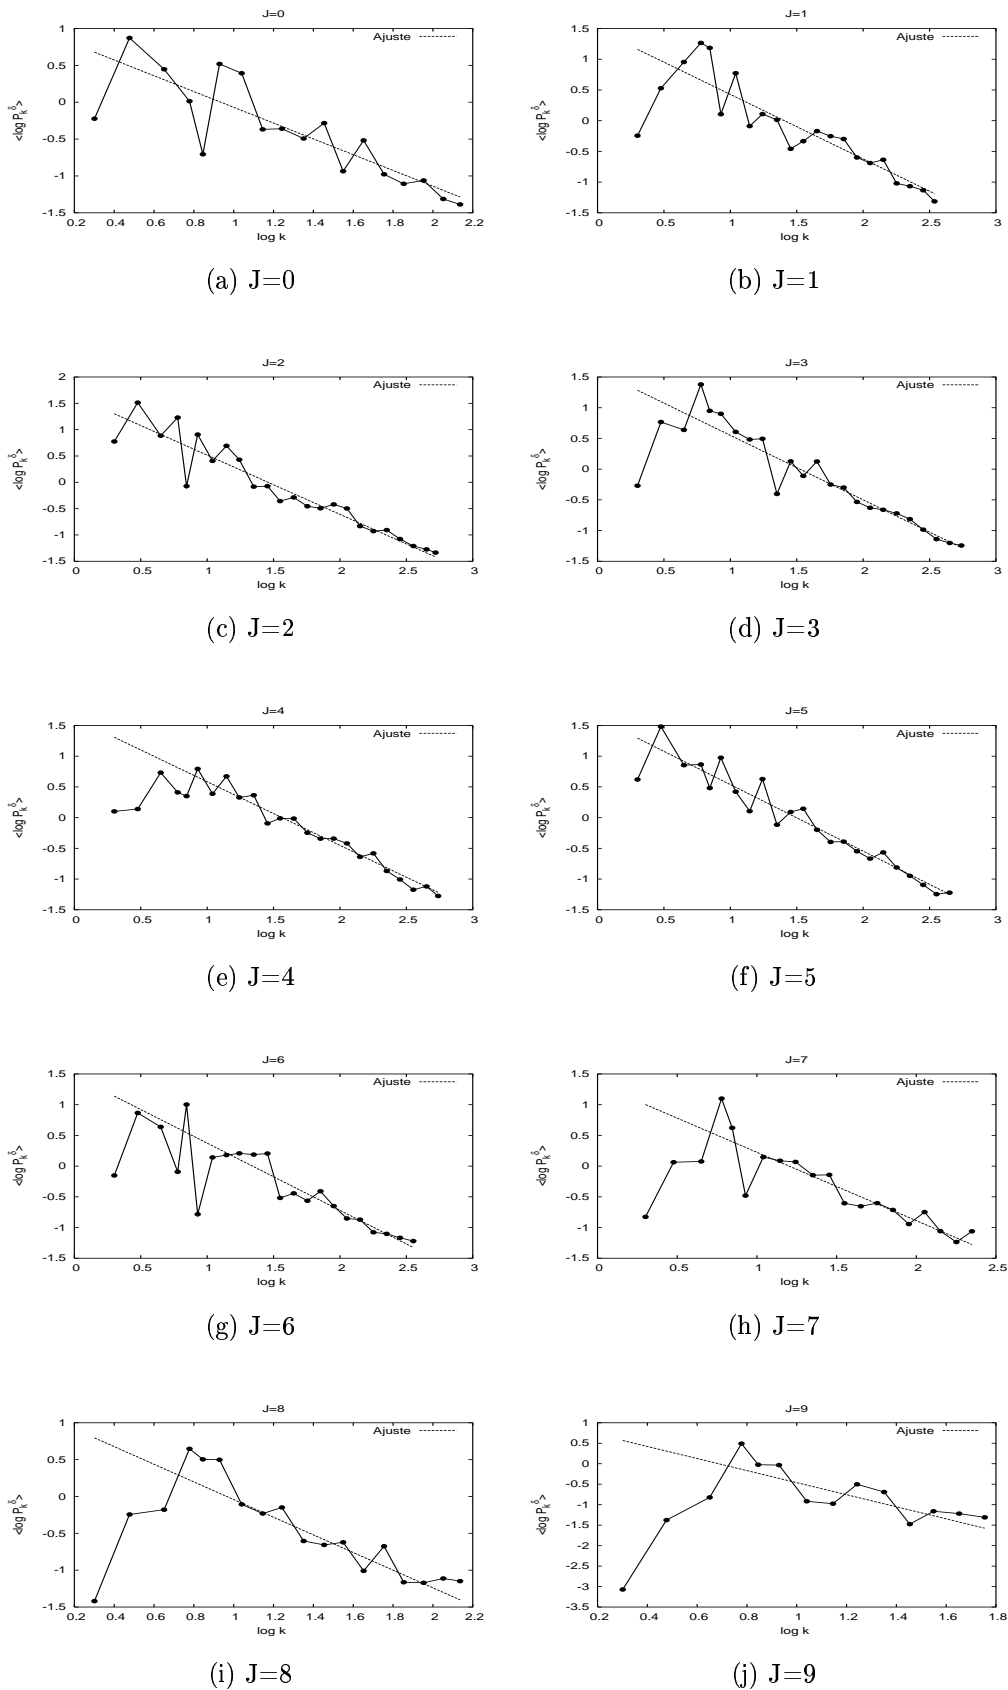 J=0
Ajuste
1
0.5
0
-0.5
-1
-1.5
0.2 0.4 0.6 0.8 1 1.2 1.4 1.6 1.8 2 2.2
<log P_k^δ>
log k
(a) J=0
J=1
Ajuste
1.5
1
0.5
0
-0.5
-1
-1.5
0 0.5 1 1.5 2 2.5 3
<log P_k^δ>
log k
(b) J=1
J=2
Ajuste
2
1.5
1
0.5
0
-0.5
-1
-1.5
0 0.5 1 1.5 2 2.5 3
<log P_k^δ>
log k
(c) J=2
J=3
Ajuste
1.5
1
0.5
0
-0.5
-1
-1.5
0 0.5 1 1.5 2 2.5 3
<log P_k^δ>
log k
(d) J=3
J=4
Ajuste
1.5
1
0.5
0
-0.5
-1
-1.5
0 0.5 1 1.5 2 2.5 3
<log P_k^δ>
log k
(e) J=4
J=5
Ajuste
1.5
1
0.5
0
-0.5
-1
-1.5
0 0.5 1 1.5 2 2.5 3
<log P_k^δ>
log k
(f) J=5
J=6
Ajuste
1.5
1
0.5
0
-0.5
-1
-1.5
0 0.5 1 1.5 2 2.5 3
<log P_k^δ>
log k
(g) J=6
J=7
Ajuste
1.5
1
0.5
0
-0.5
-1
-1.5
0 0.5 1 1.5 2 2.5
<log P_k^δ>
log k
(h) J=7
J=8
Ajuste
1
0.5
0
-0.5
-1
-1.5
0.2 0.4 0.6 0.8 1 1.2 1.4 1.6 1.8 2 2.2
<log P_k^δ>
log k
(i) J=8
J=9
Ajuste
1
0.5
0
-0.5
-1
-1.5
-2
-2.5
-3
-3.5
0.2 0.4 0.6 0.8 1 1.2 1.4 1.6 1.8
<log P_k^δ>
log k
(j) J=9